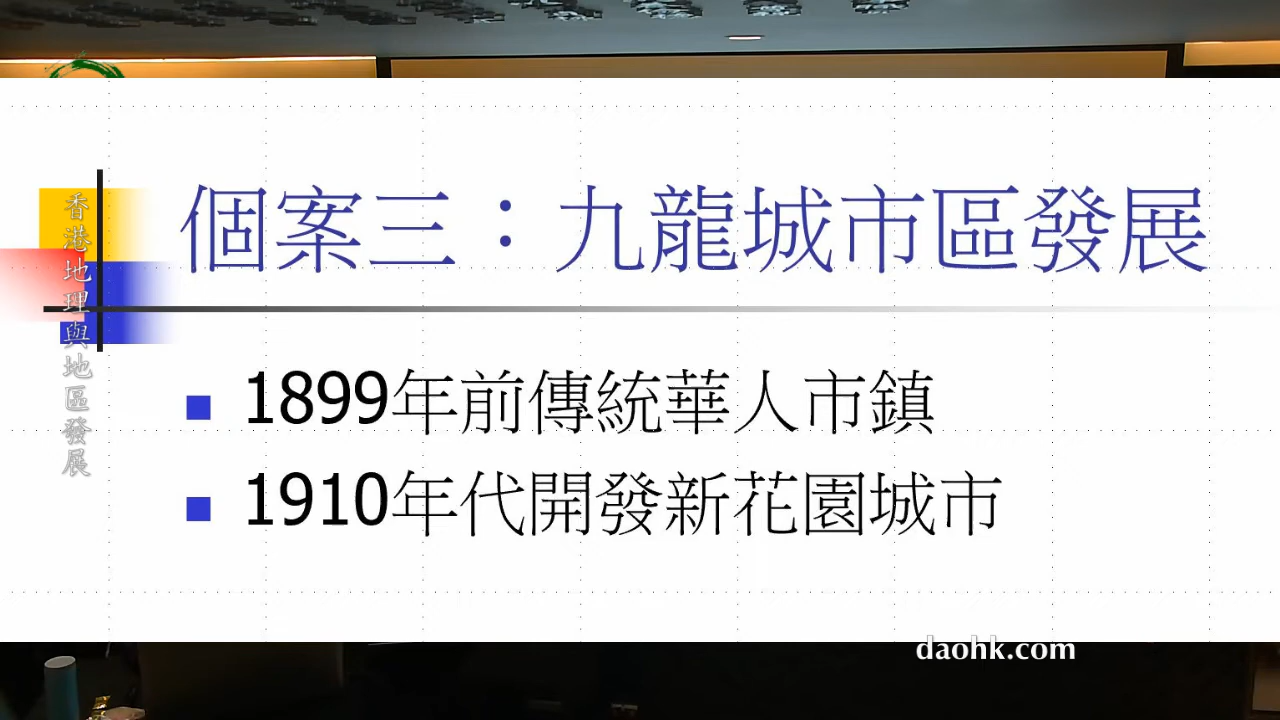 個案三：九龍城市區發展
香港地理與地區發展
1899年前傳統華人市鎮
1910年代開發新花園城市
daohk.com